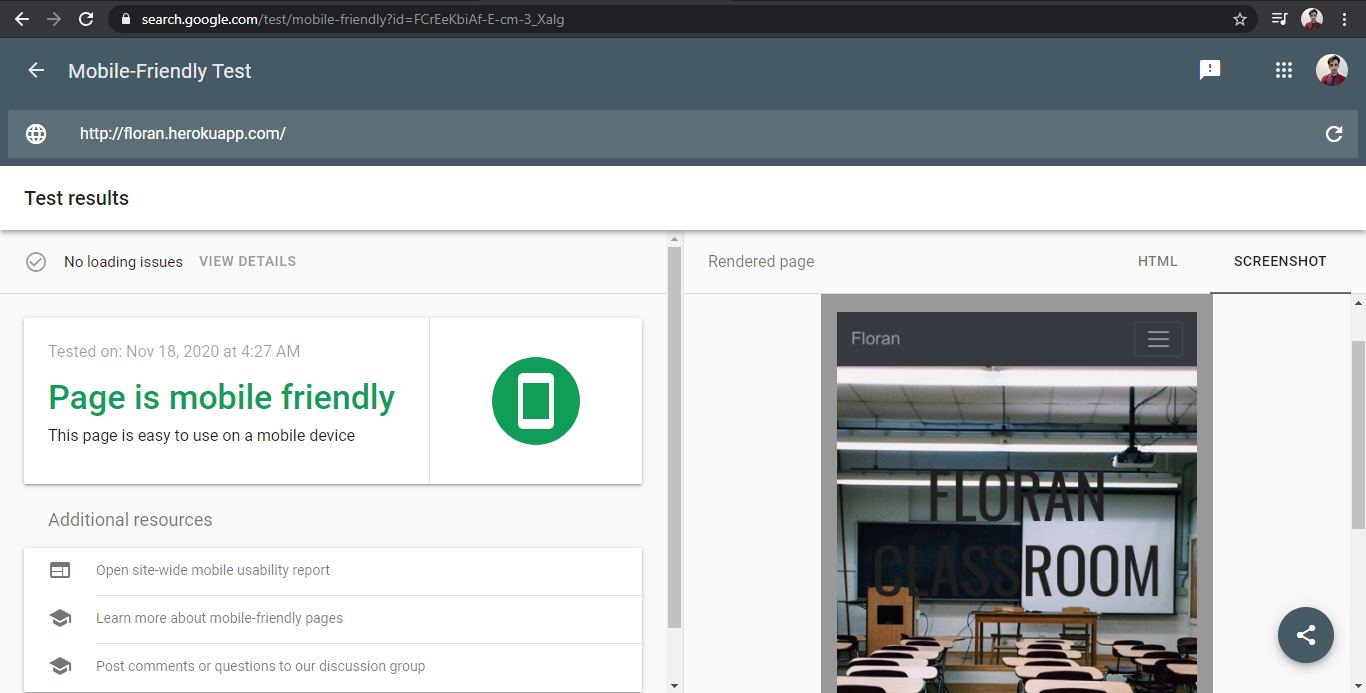 search.google.com/test/mobile-friendly?id=FCrEeKbiAf-E-cm-3_Xalg
Mobile-Friendly Test
http://floran.herokuapp.com/
Test results
No loading issues VIEW DETAILS
Tested on: Nov 18, 2020 at 4:27 AM
Page is mobile friendly
This page is easy to use on a mobile device
Additional resources
Open site-wide mobile usability report
Learn more about mobile-friendly pages
Post comments or questions to our discussion group
Rendered page HTML SCREENSHOT
Floran
FLORAN
CLASSROOM